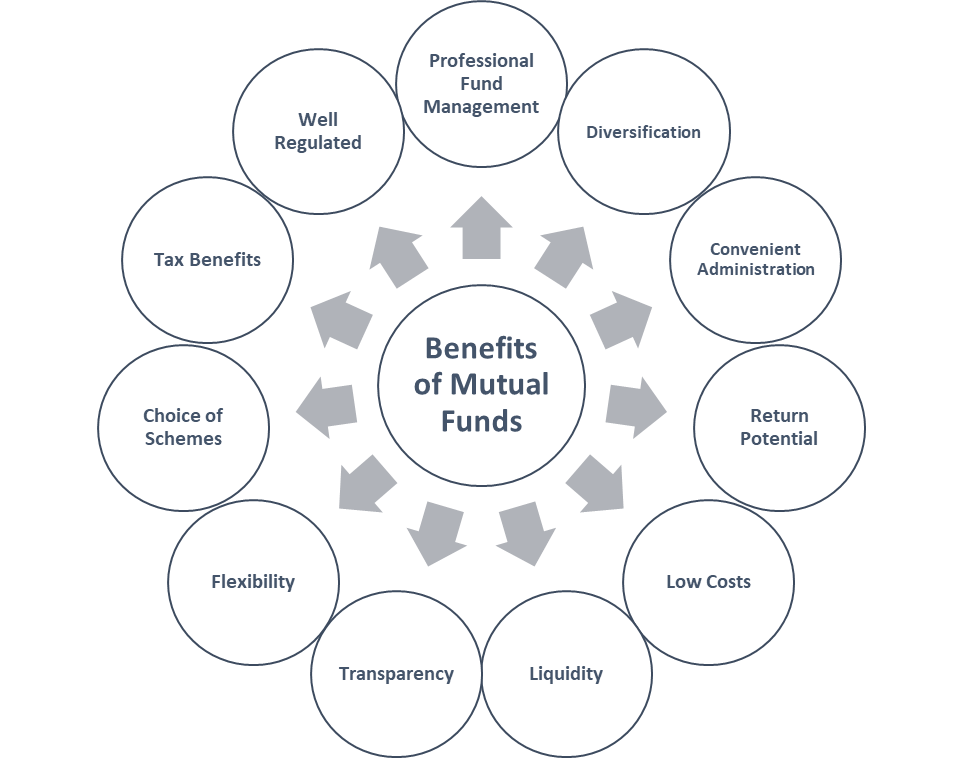 Professional
Fund
Management
Diversification
Convenient
Administration
Return
Potential
Low Costs
Liquidity
Transparency
Flexibility
Choice of
Schemes
Tax Benefits
Well
Regulated
Benefits
of Mutual
Funds